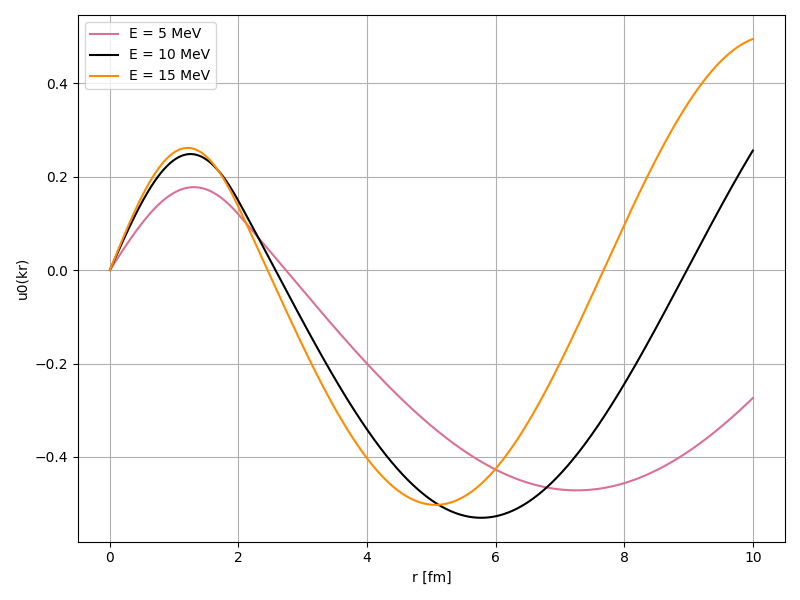 E = 5 MeV
E = 10 MeV
E = 15 MeV
0.4
0.2
0.0
−0.2
−0.4
u0(kr)
0 2 4 6 8 10
r [fm]